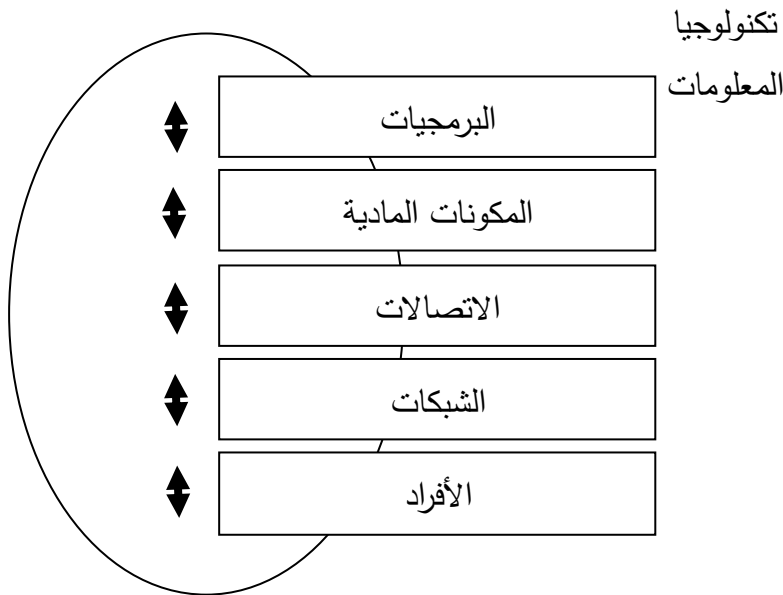 تكنولوجيا
المعلومات
البرمجيات
المكونات المادية
الاتصالات
الشبكات
الأفراد